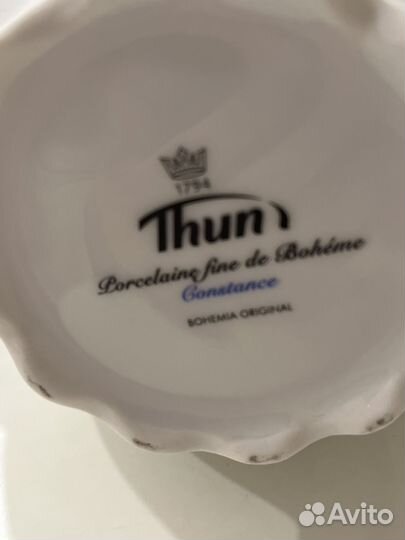 1794
Thun
Porcelaine fine de Bohéme
Constance
BOHEMIA ORIGINAL
Avito